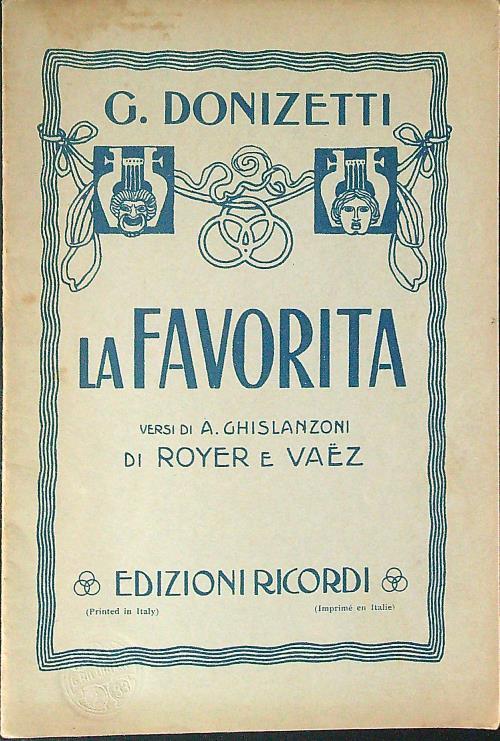 G. DONIZETTI
LA FAVORITA
VERSI DI A. GHISLANZONI
DI ROYER E VAËZ
EDIZIONI RICORDI
(Printed in Italy) (Imprimé en Italie)